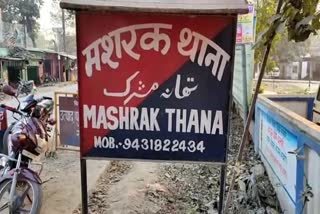 मशरक थाना
تھانہ مشرک
MASHRAK THANA
MOB.-9431822434